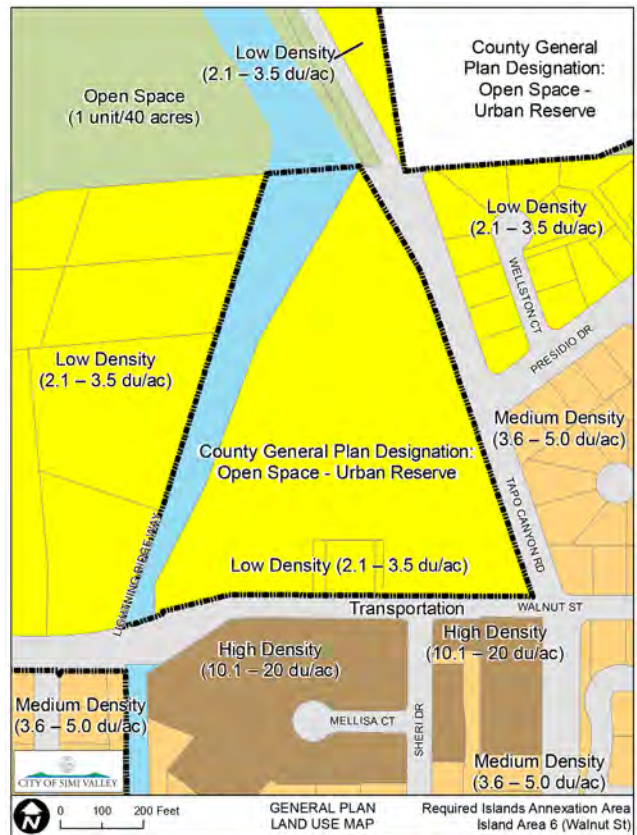 Low Density
(2.1 – 3.5 du/ac)
County General
Plan Designation:
Open Space -
Urban Reserve
Open Space
(1 unit/40 acres)
Low Density
(2.1 – 3.5 du/ac)
WELLSTON CT
PRESIDIO DR
Low Density
(2.1 – 3.5 du/ac)
Medium Density
(3.6 – 5.0 du/ac)
County General Plan Designation:
Open Space - Urban Reserve
TAPO CANYON RD
LIGHTNING RIDGE WAY
Low Density (2.1 – 3.5 du/ac)
Transportation
WALNUT ST
High Density
(10.1 – 20 du/ac)
High Density
(10.1 – 20 du/ac)
Medium Density
(3.6 – 5.0 du/ac)
MELLISA CT
SHERI DR
Medium Density
(3.6 – 5.0 du/ac)
CITY OF SIMI VALLEY
N
0 100 200 Feet
GENERAL PLAN
LAND USE MAP
Required Islands Annexation Area
Island Area 6 (Walnut St)